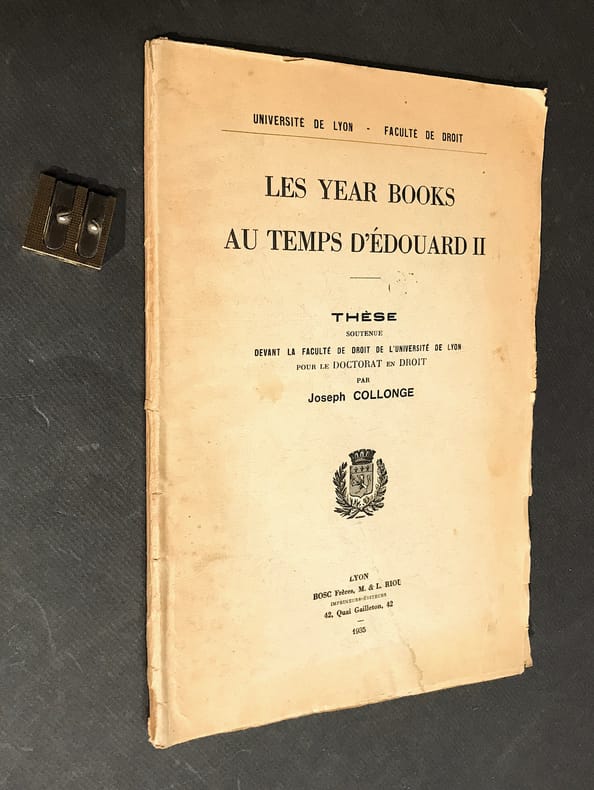 UNIVERSITÉ DE LYON - FACULTÉ DE DROIT
LES YEAR BOOKS
AU TEMPS D'ÉDOUARD II
THÈSE
SOUTENUE
DEVANT LA FACULTÉ DE DROIT DE L'UNIVERSITÉ DE LYON
POUR LE DOCTORAT EN DROIT
PAR
Joseph COLLONGE
LYON
BOSC Frères, M. & L. RIOU
IMPRIMEURS-ÉDITEURS
42, Quai Gailleton, 42
1935